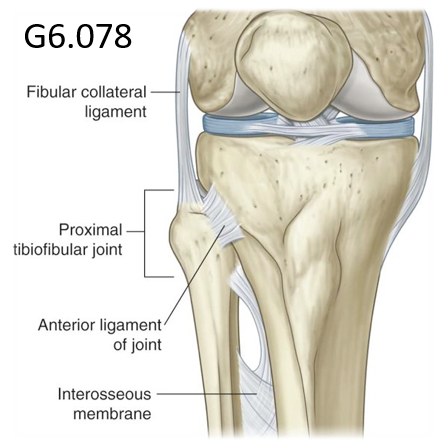 G6.078
Fibular collateral
ligament
Proximal
tibiofibular joint
Anterior ligament
of joint
Interosseous
membrane